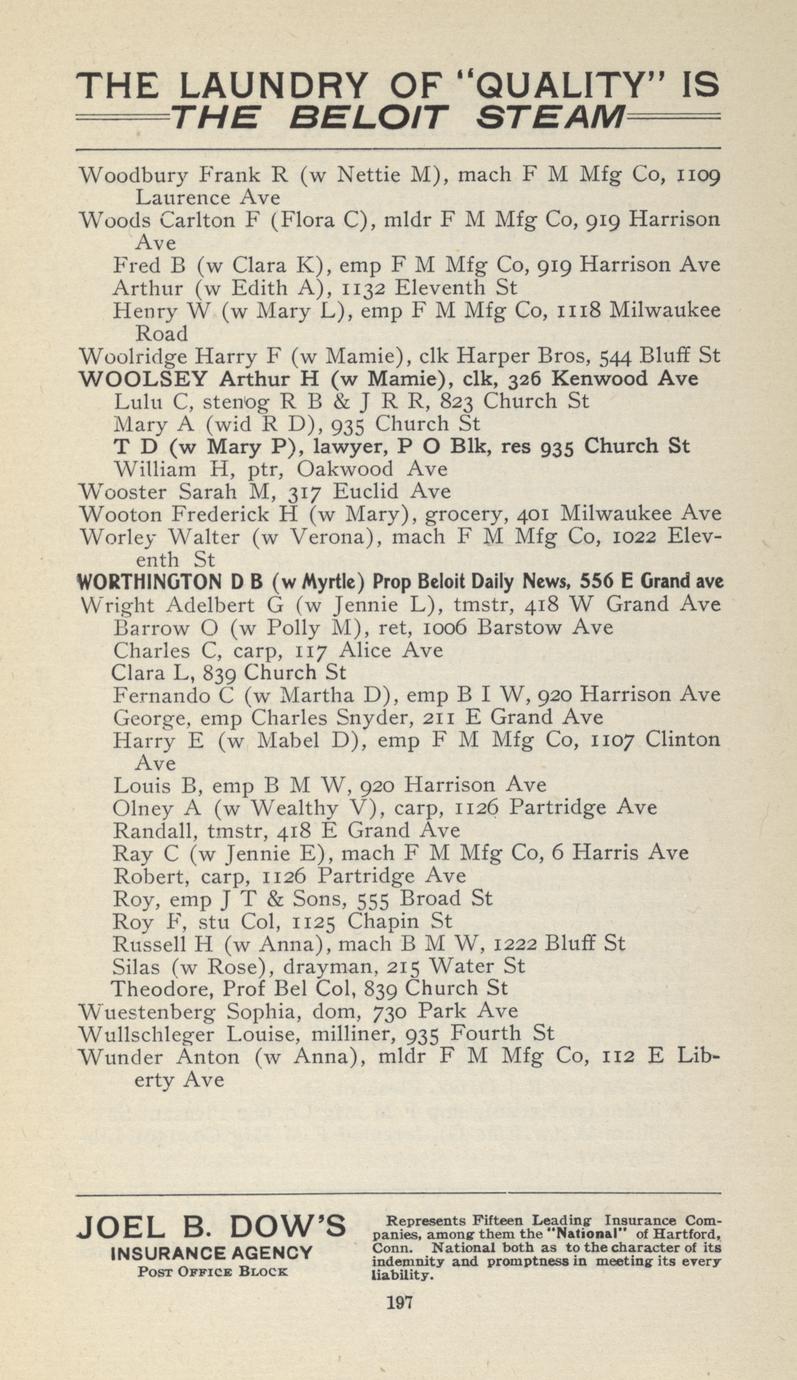 THE LAUNDRY OF "QUALITY" IS
THE BELOIT STEAM
Woodbury Frank R (w Nettie M), mach F M Mfg Co, 1109
Laurence Ave
Woods Carlton F (Flora C), mldr F M Mfg Co, 919 Harrison
Ave
Fred B (w Clara K), emp F M Mfg Co, 919 Harrison Ave
Arthur (w Edith A), 1132 Eleventh St
Henry W (w Mary L), emp F M Mfg Co, 1118 Milwaukee
Road
Woolridge Harry F (w Mamie), clk Harper Bros, 544 Bluff St
WOOLSEY Arthur H (w Mamie), clk, 326 Kenwood Ave
Lulu C, stenog R B & J R R, 823 Church St
Mary A (wid R D), 935 Church St
T D (w Mary P), lawyer, P O Blk, res 935 Church St
William H, ptr, Oakwood Ave
Wooster Sarah M, 317 Euclid Ave
Wooton Frederick H (w Mary), grocery, 401 Milwaukee Ave
Worley Walter (w Verona), mach F M Mfg Co, 1022 Elev-
enth St
WORTHINGTON D B (w Myrtle) Prop Beloit Daily News, 556 E Grand ave
Wright Adelbert G (w Jennie L), tmstr, 418 W Grand Ave
Barrow O (w Polly M), ret, 1006 Barstow Ave
Charles C, carp, 117 Alice Ave
Clara L, 839 Church St
Fernando C (w Martha D), emp B I W, 920 Harrison Ave
George, emp Charles Snyder, 211 E Grand Ave
Harry E (w Mabel D), emp F M Mfg Co, 1107 Clinton
Ave
Louis B, emp B M W, 920 Harrison Ave
Olney A (w Wealthy V), carp, 1126 Partridge Ave
Randall, tmstr, 418 E Grand Ave
Ray C (w Jennie E), mach F M Mfg Co, 6 Harris Ave
Robert, carp, 1126 Partridge Ave
Roy, emp J T & Sons, 555 Broad St
Roy F, stu Col, 1125 Chapin St
Russell H (w Anna), mach B M W, 1222 Bluff St
Silas (w Rose), drayman, 215 Water St
Theodore, Prof Bel Col, 839 Church St
Wuestenberg Sophia, dom, 730 Park Ave
Wullschleger Louise, milliner, 935 Fourth St
Wunder Anton (w Anna), mldr F M Mfg Co, 112 E Lib-
erty Ave
JOEL B. DOW'S
INSURANCE AGENCY
POST OFFICE BLOCK
Represents Fifteen Leading Insurance Com-
panies, among them the "National" of Hartford,
Conn. National both as to the character of its
indemnity and promptness in meeting its every
liability.
197